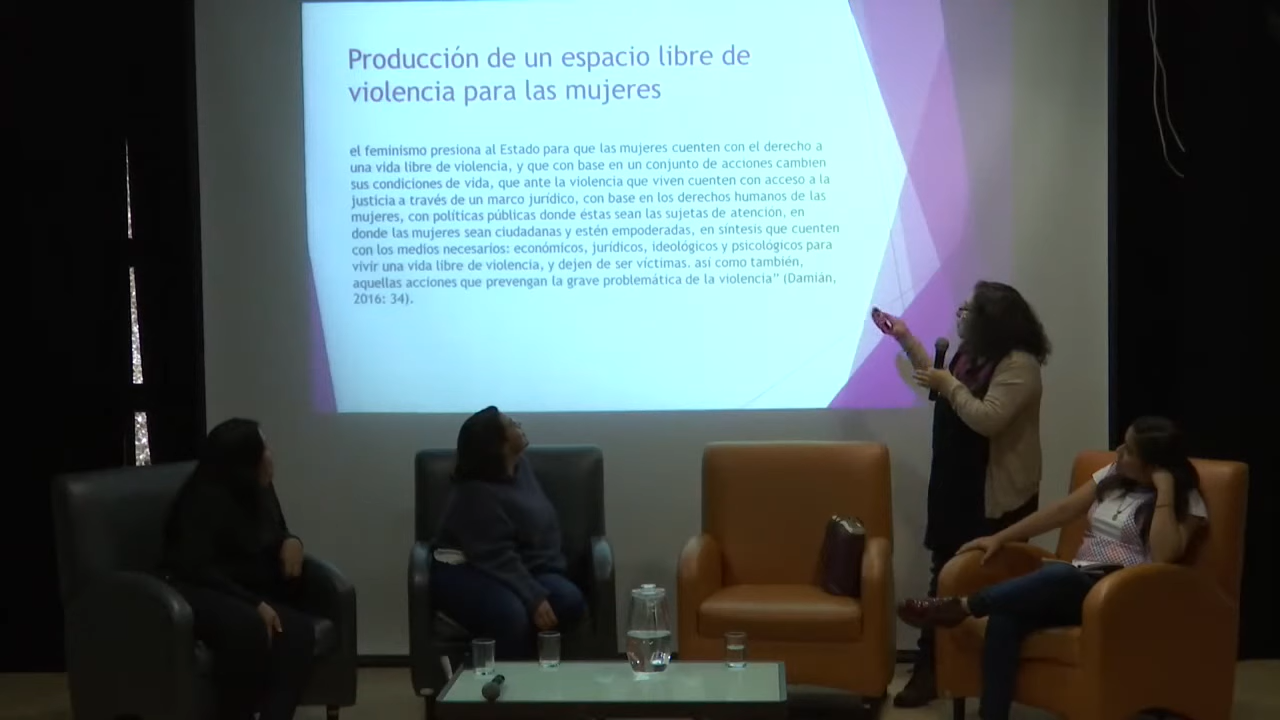 Producción de un espacio libre de
violencia para las mujeres
el feminismo presiona al Estado para que las mujeres cuenten con el derecho a
una vida libre de violencia, y que con base en un conjunto de acciones cambien
sus condiciones de vida, que ante la violencia que viven cuenten con acceso a la
justicia a través de un marco jurídico, con base en los derechos humanos de las
mujeres, con políticas públicas donde éstas sean las sujetas de atención, en
donde las mujeres sean ciudadanas y estén empoderadas, en síntesis que cuenten
con los medios necesarios: económicos, jurídicos, ideológicos y psicológicos para
vivir una vida libre de violencia, y dejen de ser víctimas. así como también,
aquellas acciones que prevengan la grave problemática de la violencia” (Damián,
2016: 34).